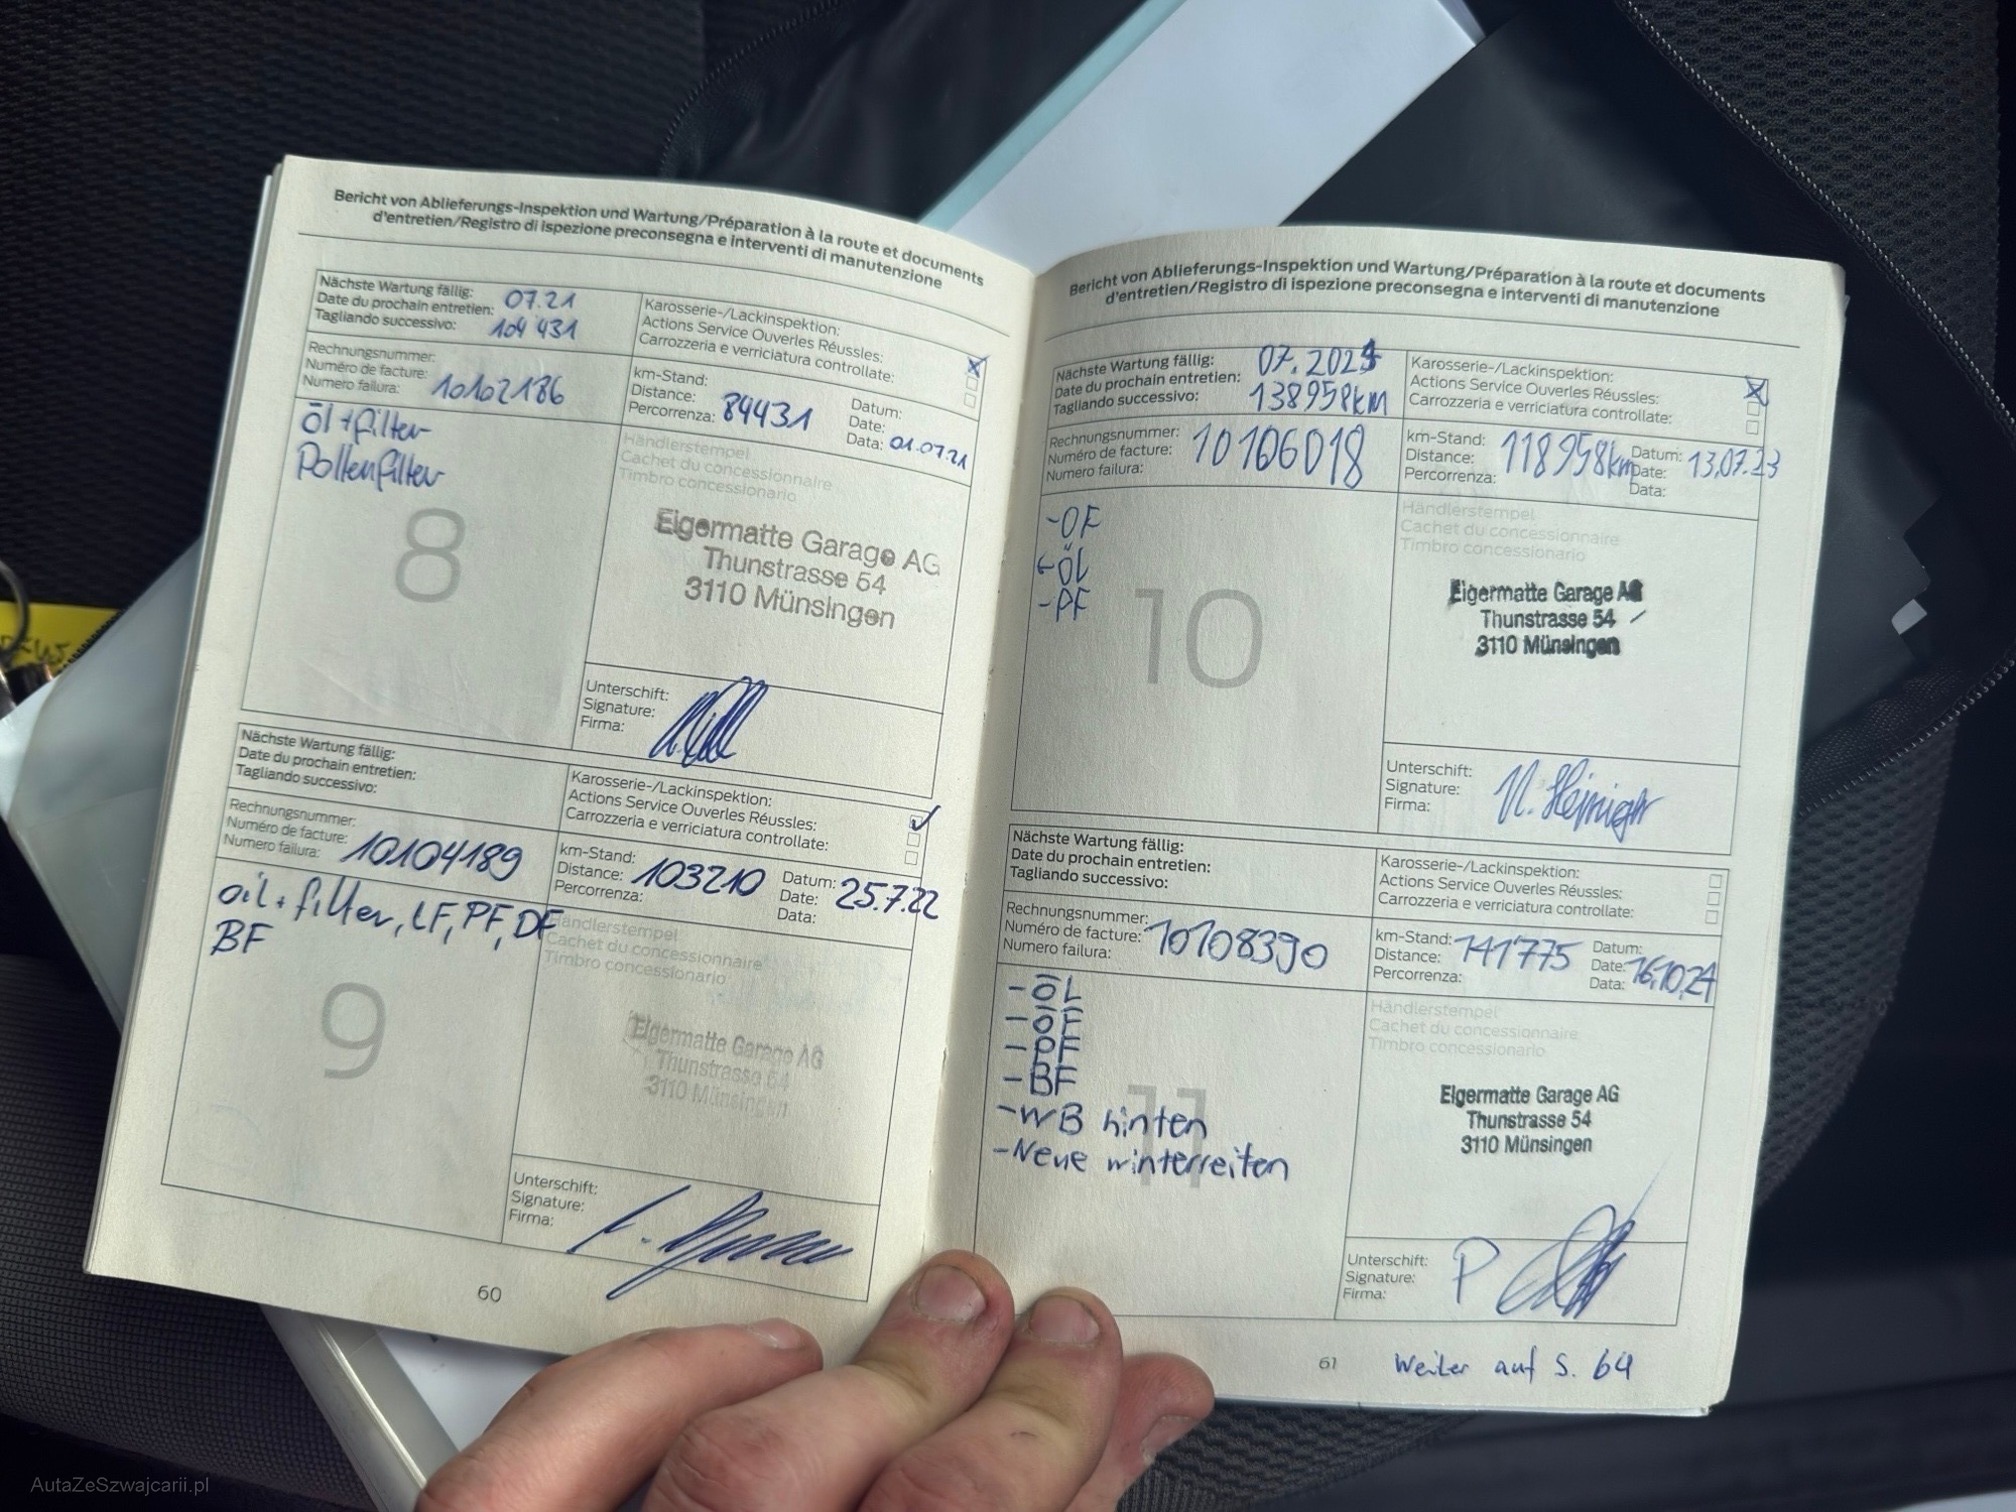 Bericht von Ablieferungs-Inspektion und Wartung/Préparation à la route et documents
d'entretien/Registro di ispezione preconsegna e interventi di manutenzione
Nächste Wartung fällig: 07.21
Date du prochain entretien:
Tagliando successivo: 104 431
Karosserie-/Lackinspektion:
Actions Service Ouverles Réussles:
Carrozzeria e verriciatura controllate:
Rechnungsnummer:
Numéro de facture: 10102186
Numero failura:
km-Stand:
Distance: 84431
Percorrenza:
Datum:
Date:
Data: 01.07.21
Öl + filter
Pollenfilter
8
Händlerstempel
Cachet du concessionnaire
Timbro concessionario
Eigermatte Garage AG
Thunstrasse 54
3110 Münsingen
Unterschift:
Signature:
Firma:
Nächste Wartung fällig:
Date du prochain entretien:
Tagliando successivo:
Karosserie-/Lackinspektion:
Actions Service Ouverles Réussles:
Carrozzeria e verriciatura controllate:
Rechnungsnummer:
Numéro de facture: 10104189
Numero failura:
km-Stand:
Distance: 103210
Percorrenza:
Datum:
Date: 25.7.22
Data:
oil + filter, LF, PF, DF
BF
9
Händlerstempel
Cachet du concessionnaire
Timbro concessionario
Eigermatte Garage AG
Thunstrasse 54
3110 Münsingen
Unterschift:
Signature:
Firma:
60
Bericht von Ablieferungs-Inspektion und Wartung/Préparation à la route et documents
d'entretien/Registro di ispezione preconsegna e interventi di manutenzione
Nächste Wartung fällig: 07.2024
Date du prochain entretien:
Tagliando successivo: 138958km
Karosserie-/Lackinspektion:
Actions Service Ouverles Réussles:
Carrozzeria e verriciatura controllate:
Rechnungsnummer:
Numéro de facture: 10106018
Numero failura:
km-Stand:
Distance: 118958km
Percorrenza:
Datum: 13.07.23
Date:
Data:
-ÖF
-ÖL
-PF
10
Händlerstempel
Cachet du concessionnaire
Timbro concessionario
Eigermatte Garage AG
Thunstrasse 54
3110 Münsingen
Unterschift:
Signature:
Firma:
Nächste Wartung fällig:
Date du prochain entretien:
Tagliando successivo:
Karosserie-/Lackinspektion:
Actions Service Ouverles Réussles:
Carrozzeria e verriciatura controllate:
Rechnungsnummer:
Numéro de facture: 10108390
Numero failura:
km-Stand: 141'775
Distance:
Percorrenza:
Datum:
Date: 16.10.24
Data:
-ÖL
-ÖF
-PF
-BF
-WB hinten
-Neue winterreiten
11
Händlerstempel
Cachet du concessionnaire
Timbro concessionario
Eigermatte Garage AG
Thunstrasse 54
3110 Münsingen
Unterschift:
Signature:
Firma:
61
Weiter auf S. 64
AutaZeSzwajcarii.pl